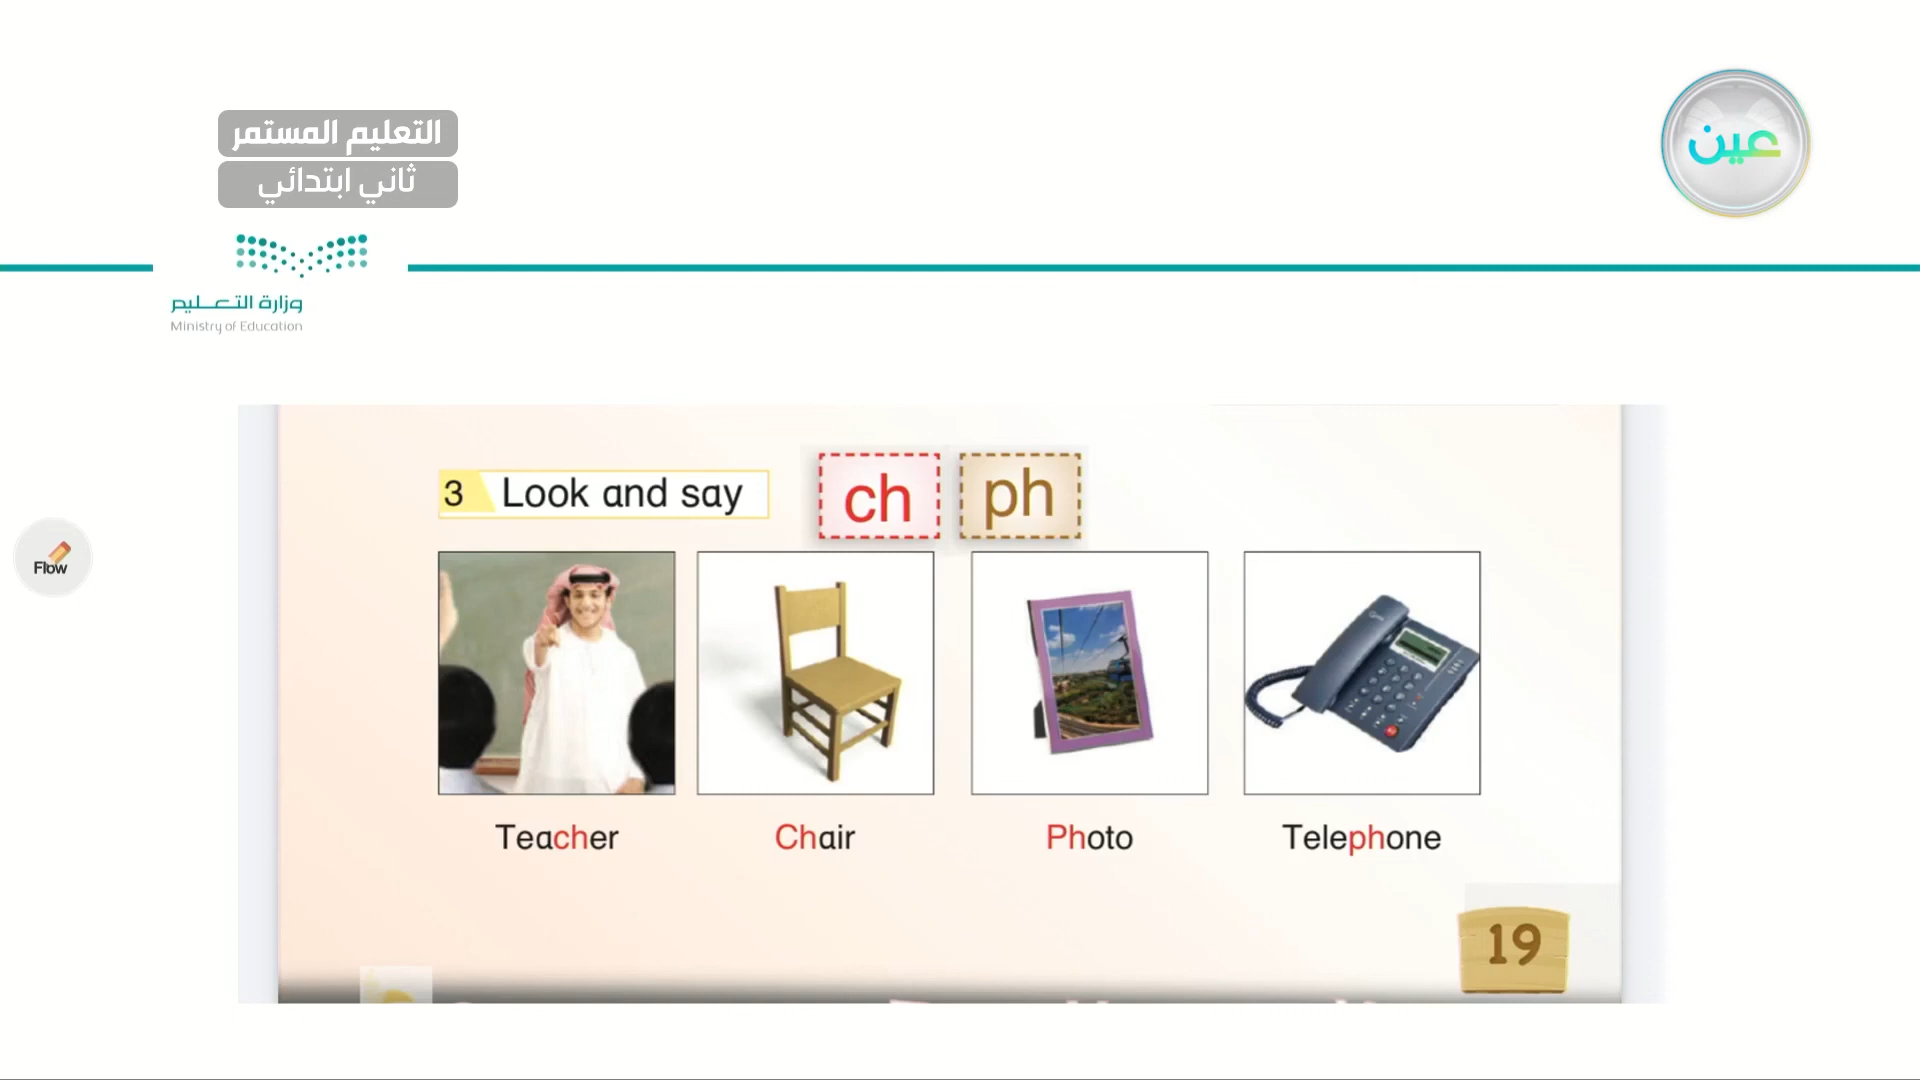 التعليم المستمر
ثاني ابتدائي
عين
وزارة التعليم
Ministry of Education
Flow
3 Look and say
ch ph
Teacher Chair Photo Telephone
19